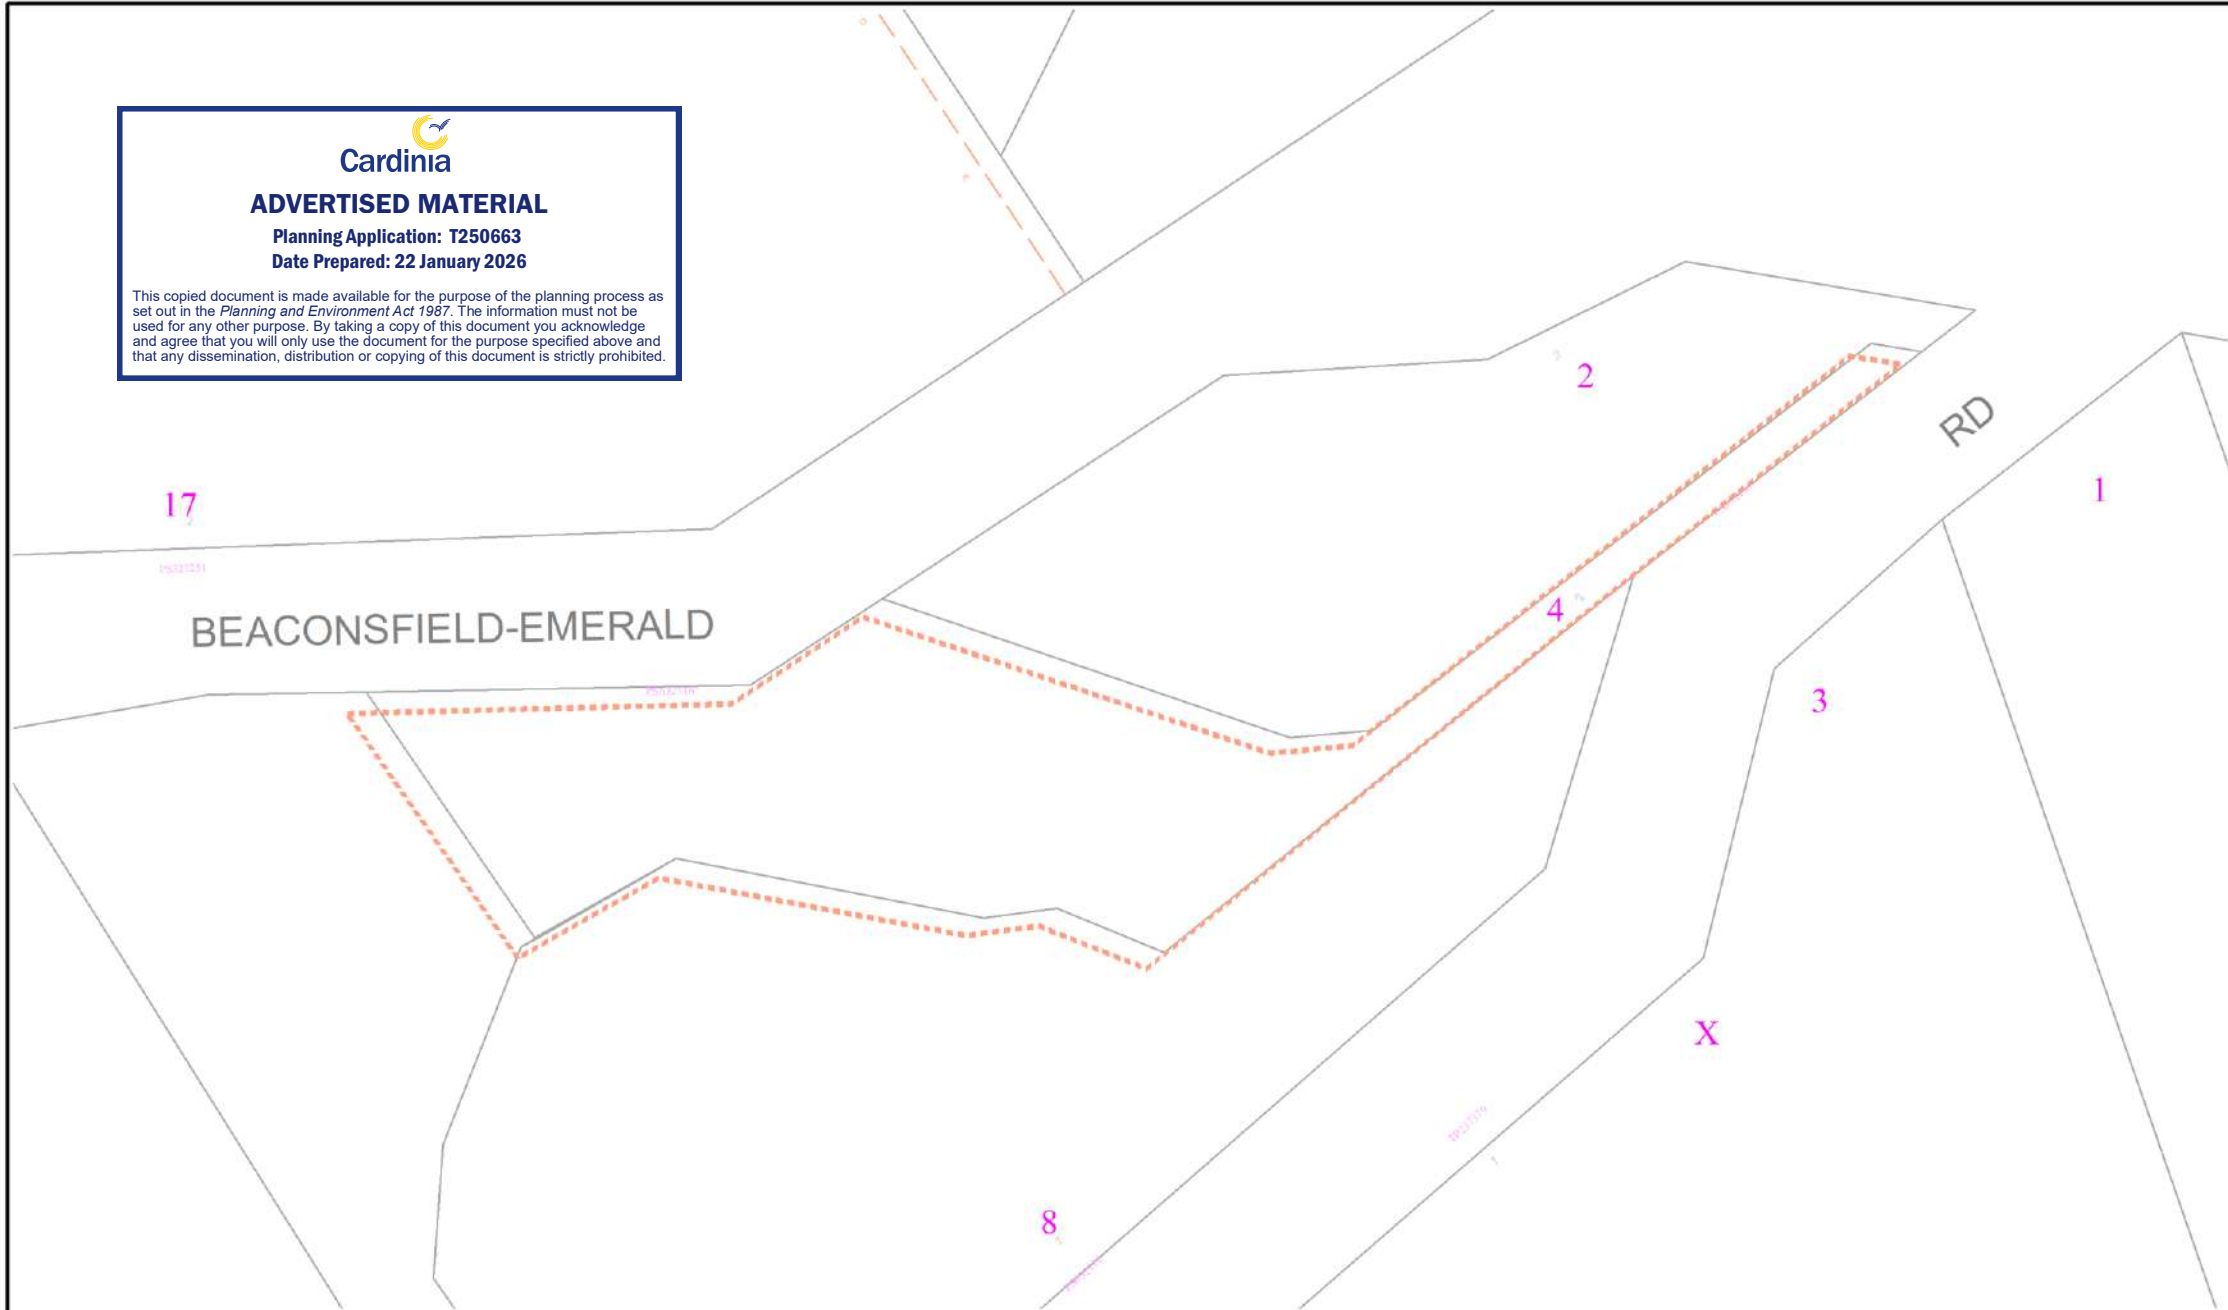 Cardinia
ADVERTISED MATERIAL
Planning Application: T250663
Date Prepared: 22 January 2026
This copied document is made available for the purpose of the planning process as
set out in the Planning and Environment Act 1987. The information must not be
used for any other purpose. By taking a copy of this document you acknowledge
and agree that you will only use the document for the purpose specified above and
that any dissemination, distribution or copying of this document is strictly prohibited.
2
RD
17
1
PS327251
4
2
BEACONSFIELD-EMERALD
3
X
8